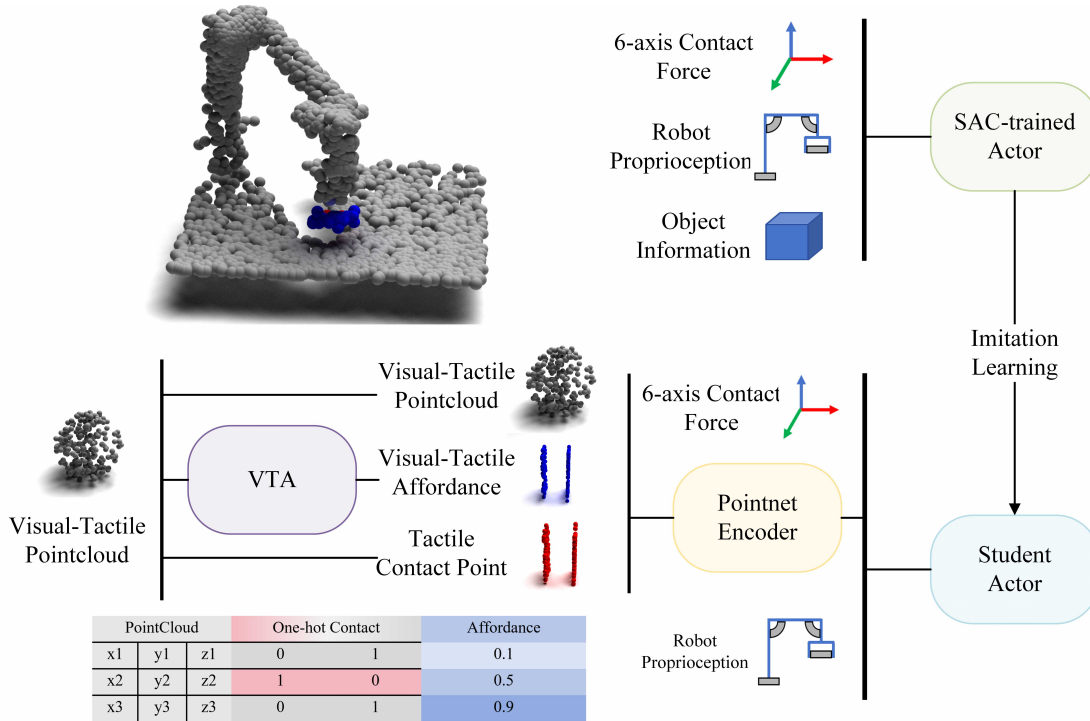 6-axis Contact
Force
Robot
Proprioception
Object
Information
SAC-trained
Actor
Imitation
Learning
Visual-Tactile
Pointcloud
VTA
Visual-Tactile
Pointcloud
Visual-Tactile
Affordance
Tactile
Contact Point
6-axis Contact
Force
Pointnet
Encoder
Robot
Proprioception
Student
Actor
PointCloud One-hot Contact Affordance
x1 y1 z1 0 1 0.1
x2 y2 z2 1 0 0.5
x3 y3 z3 0 1 0.9